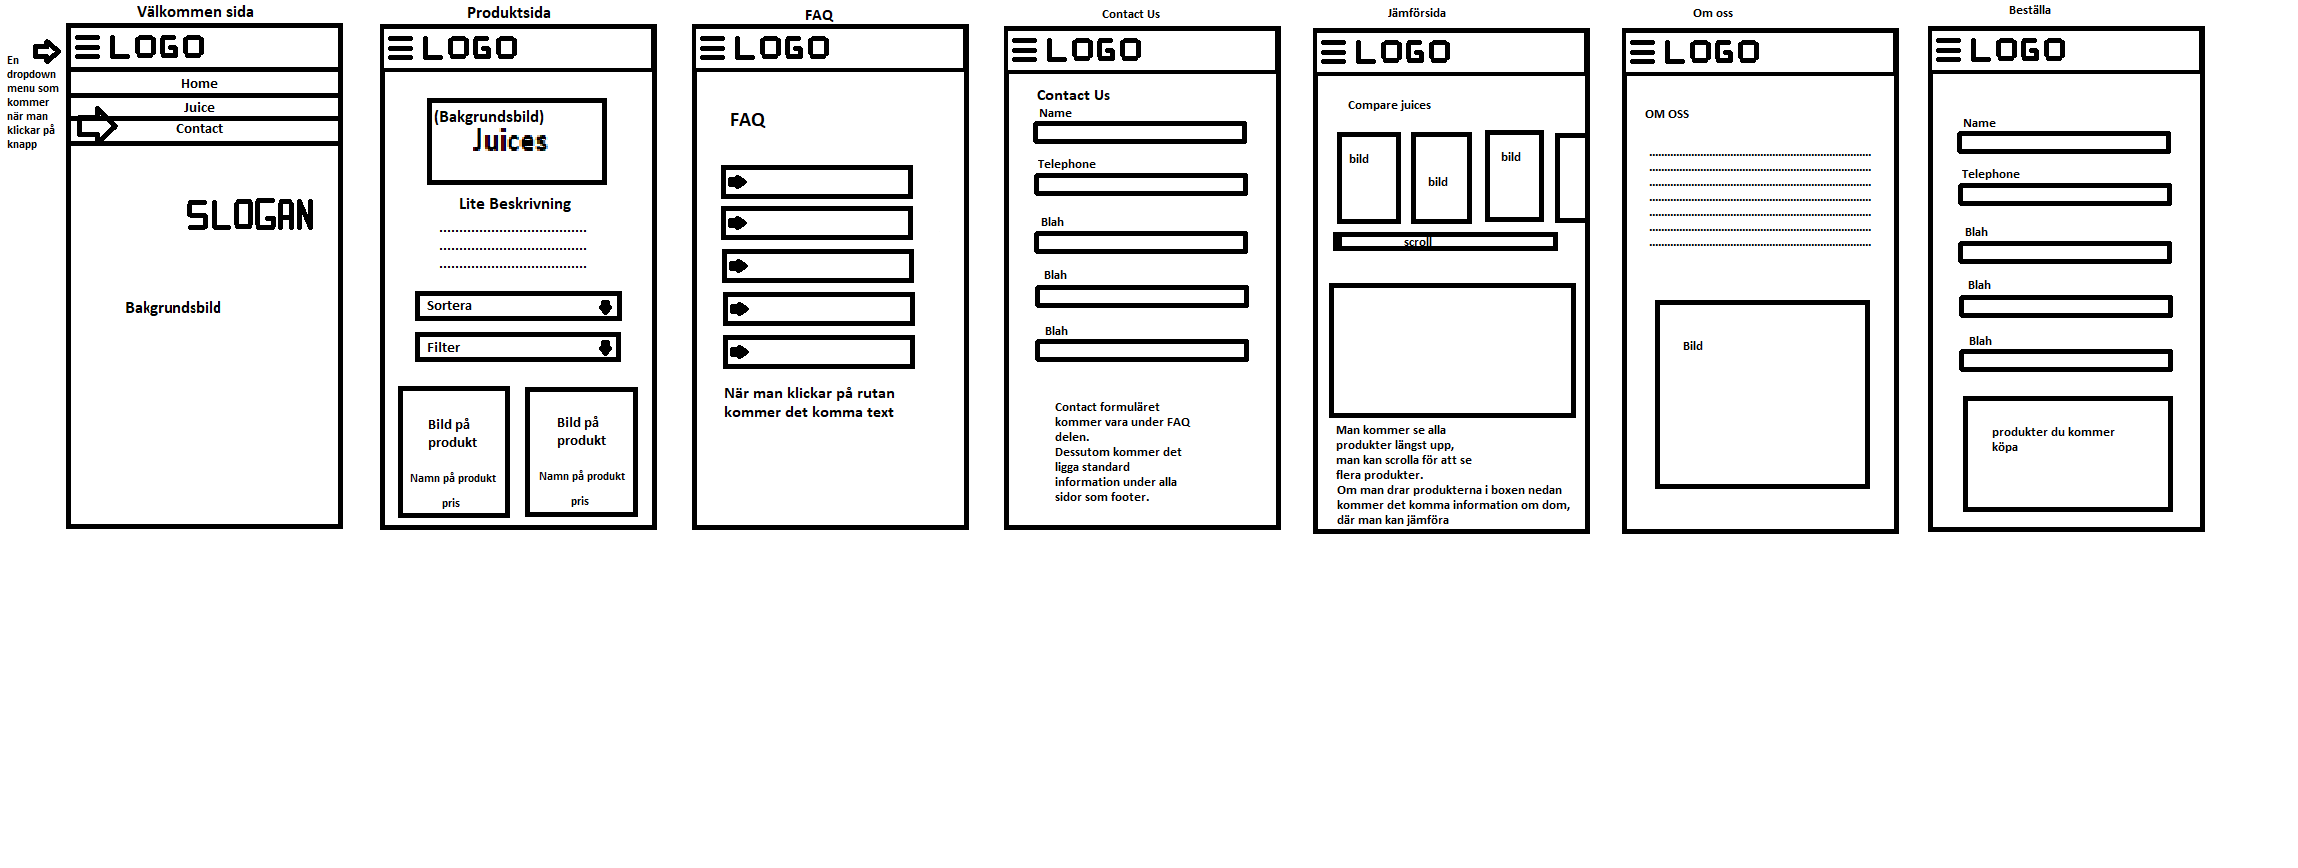 Välkommen sida
En
dropdown
menu som
kommer
när man
klickar på
knapp
LOGO
Home
Juice
Contact
SLOGAN
Bakgrundsbild
Produktsida
LOGO
(Bakgrundsbild)
Juices
Lite Beskrivning
....................................
....................................
....................................
Sortera
Filter
Bild på
produkt
Namn på produkt
pris
Bild på
produkt
Namn på produkt
pris
FAQ
LOGO
FAQ
När man klickar på rutan
kommer det komma text
Contact Us
LOGO
Contact Us
Name
Telephone
Blah
Blah
Blah
Contact formuläret
kommer vara under FAQ
delen.
Dessutom kommer det
ligga standard
information under alla
sidor som footer.
Jämförsida
LOGO
Compare juices
bild
bild
bild
scroll
Man kommer se alla
produkter längst upp,
man kan scrolla för att se
flera produkter.
Om man drar produkterna i boxen nedan
kommer det komma information om dom,
där man kan jämföra
Om oss
LOGO
OM OSS
..........................................................................
..........................................................................
..........................................................................
..........................................................................
..........................................................................
..........................................................................
..........................................................................
Bild
Beställa
LOGO
Name
Telephone
Blah
Blah
Blah
produkter du kommer
köpa